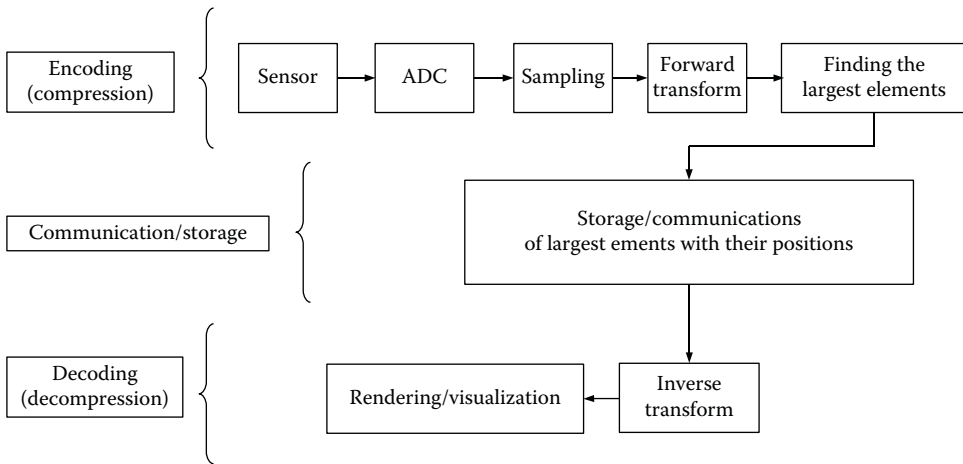 Encoding
(compression)
Sensor
ADC
Sampling
Forward
transform
Finding the
largest elements
Communication/storage
Storage/communications
of largest ements with their positions
Decoding
(decompression)
Rendering/visualization
Inverse
transform